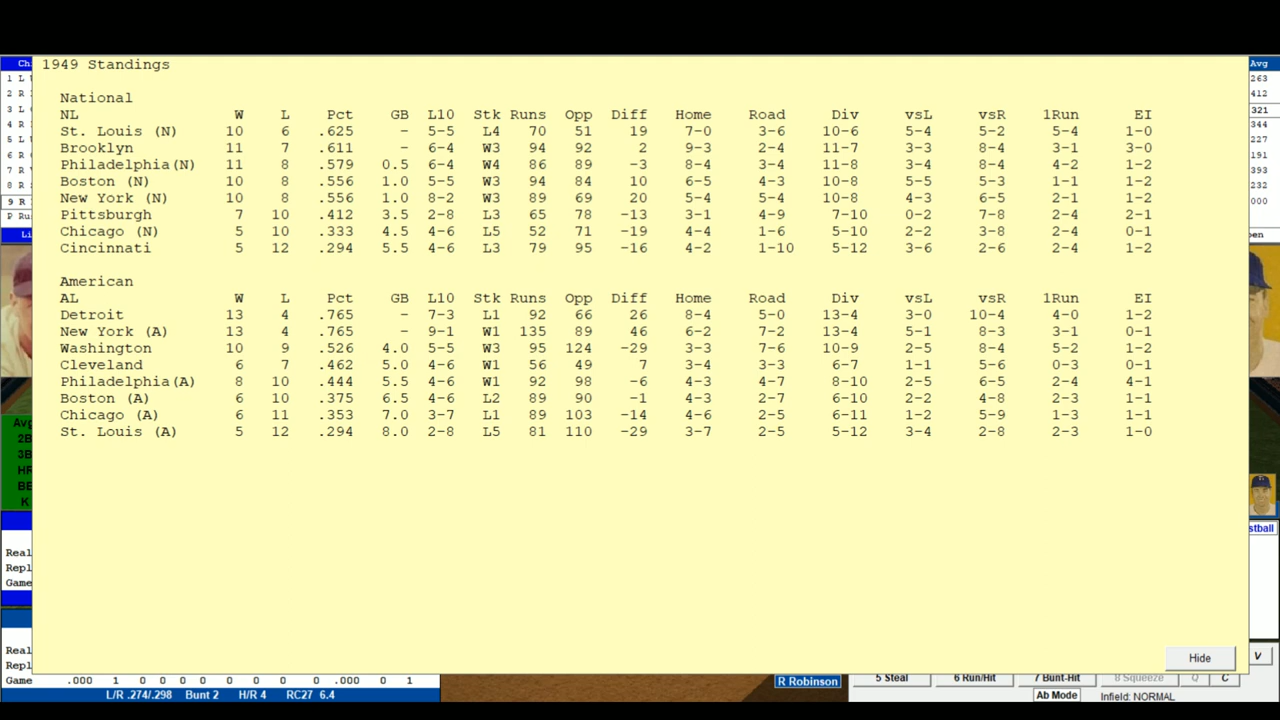 1949 Standings
National
NL W L Pct GB L10 Stk Runs Opp Diff Home Road Div vsL vsR 1Run EI
St. Louis (N) 10 6 .625 - 5-5 L4 70 51 19 7-0 3-6 10-6 5-4 5-2 5-4 1-0
Brooklyn 11 7 .611 - 6-4 W3 94 92 2 9-3 2-4 11-7 3-3 8-4 3-1 3-0
Philadelphia(N) 11 8 .579 0.5 6-4 W4 86 89 -3 8-4 3-4 11-8 3-4 8-4 4-2 1-2
Boston (N) 10 8 .556 1.0 5-5 W3 94 84 10 6-5 4-3 10-8 5-5 5-3 1-1 1-2
New York (N) 10 8 .556 1.0 8-2 W3 89 69 20 5-4 5-4 10-8 4-3 6-5 2-1 1-2
Pittsburgh 7 10 .412 3.5 2-8 L3 65 78 -13 3-1 4-9 7-10 0-2 7-8 2-4 2-1
Chicago (N) 5 10 .333 4.5 4-6 L5 52 71 -19 4-4 1-6 5-10 2-2 3-8 2-4 0-1
Cincinnati 5 12 .294 5.5 4-6 L3 79 95 -16 4-2 1-10 5-12 3-6 2-6 2-4 1-2
American
AL W L Pct GB L10 Stk Runs Opp Diff Home Road Div vsL vsR 1Run EI
Detroit 13 4 .765 - 7-3 L1 92 66 26 8-4 5-0 13-4 3-0 10-4 4-0 1-2
New York (A) 13 4 .765 - 9-1 W1 135 89 46 6-2 7-2 13-4 5-1 8-3 3-1 0-1
Washington 10 9 .526 4.0 5-5 W3 95 124 -29 3-3 7-6 10-9 2-5 8-4 5-2 1-2
Cleveland 6 7 .462 5.0 4-6 W1 56 49 7 3-4 3-3 6-7 1-1 5-6 0-3 0-1
Philadelphia(A) 8 10 .444 5.5 4-6 W1 92 98 -6 4-3 4-7 8-10 2-5 6-5 2-4 4-1
Boston (A) 6 10 .375 6.5 4-6 L2 89 90 -1 4-3 2-7 6-10 2-2 4-8 2-3 1-1
Chicago (A) 6 11 .353 7.0 3-7 L1 89 103 -14 4-6 2-5 6-11 1-2 5-9 1-3 1-1
St. Louis (A) 5 12 .294 8.0 2-8 L5 81 110 -29 3-7 2-5 5-12 3-4 2-8 2-3 1-0
Hide
Avg
263
412
321
191
393
232
000
2B
3B
HR
K
Game .000 1 0 0 0 0 0 0 .000 0 1
L/R .274/.298 Bunt 2 H/R 4 RC27 6.4
R Robinson
5 Steal 6 Run/Hit 7 Bunt-Hit 8 Squeeze Q C
V
Ab Mode Infield: NORMAL